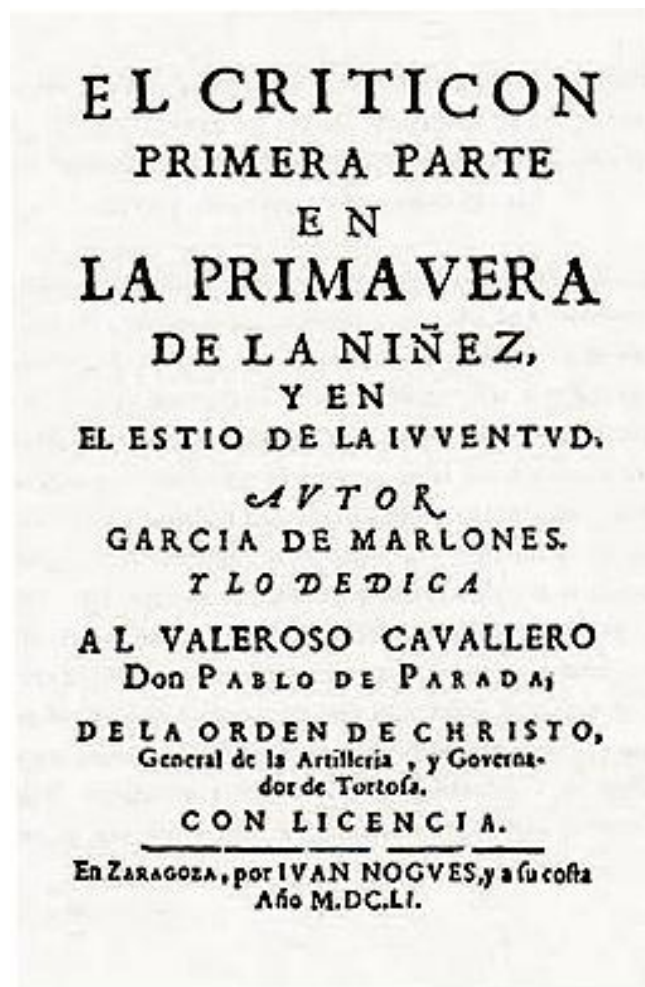 EL CRITICON
PRIMERA PARTE
EN
LA PRIMAVERA
DE LA NIÑEZ,
Y EN
EL ESTIO DE LA IVVENTVD.
AVTOR
GARCIA DE MARLONES.
Y LO DEDICA
AL VALEROSO CAVALLERO
Don PABLO DE PARADA,
DE LA ORDEN DE CHRISTO,
General de la Artilleria, y Governa-
dor de Tortoſa.
CON LICENCIA.
En ZARAGOZA, por IVAN NOGVES, y a ſu coſta
Año M.DC.LI.